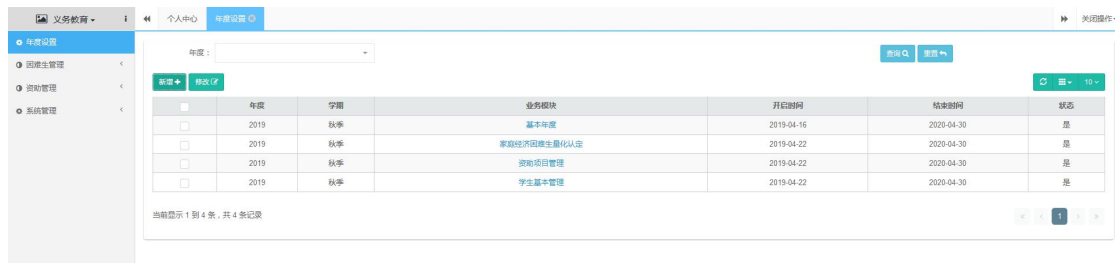 义务教育
个人中心 年度设置 关闭操作
年度设置
困难生管理
资助管理
系统管理
年度：
查询 重置
新增 修改 10
年度 学期 业务模块 开启时间 结束时间 状态
2019 秋季 基本年度 2019-04-16 2020-04-30 是
2019 秋季 家庭经济困难生量化认定 2019-04-22 2020-04-30 是
2019 秋季 资助项目管理 2019-04-22 2020-04-30 是
2019 秋季 学生基本管理 2019-04-22 2020-04-30 是
当前显示 1 到 4 条，共 4 条记录
« ‹ 1 › »